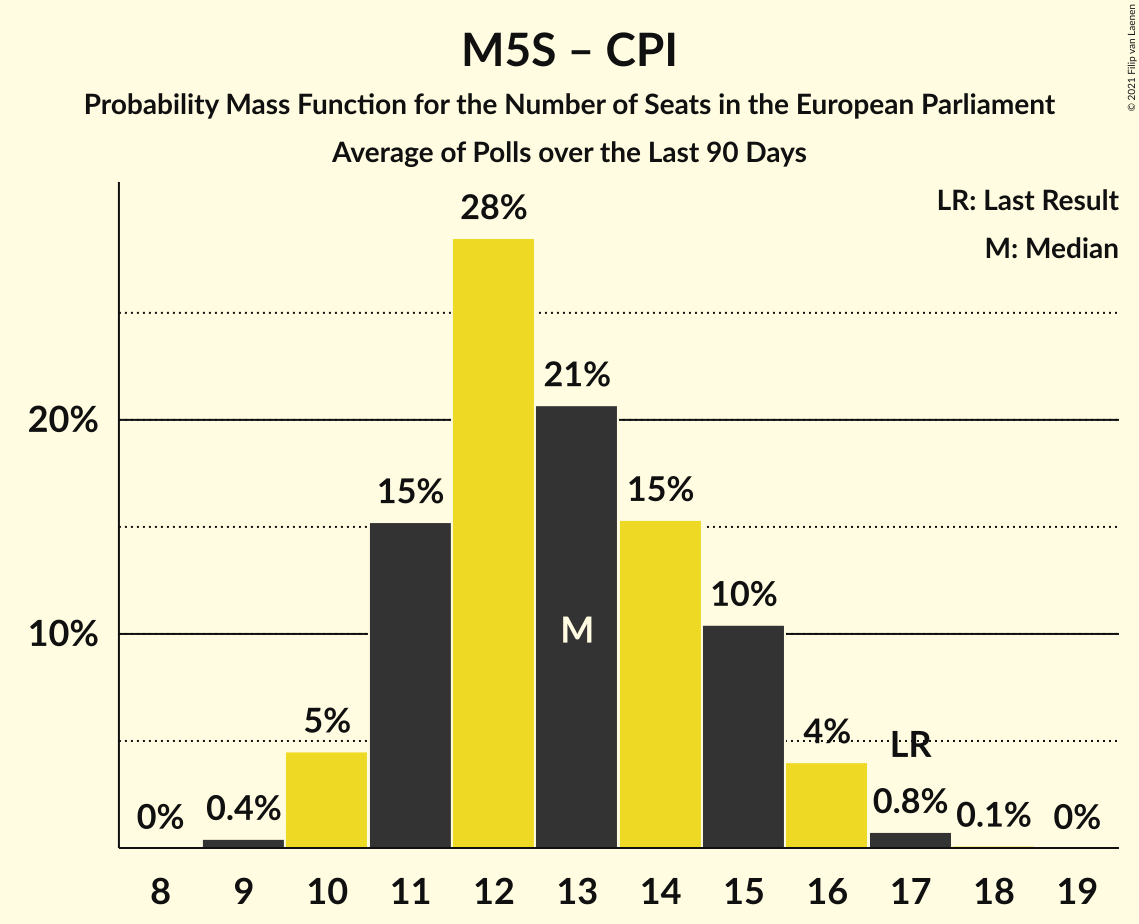 M5S – CPI
Probability Mass Function for the Number of Seats in the European Parliament
Average of Polls over the Last 90 Days
© 2021 Filip van Laenen
LR: Last Result
M: Median
28%
21%
20%
15%
15%
10%
10%
M
5%
4%
LR
0%
0.4%
0.8%
0.1%
0%
8 9 10 11 12 13 14 15 16 17 18 19